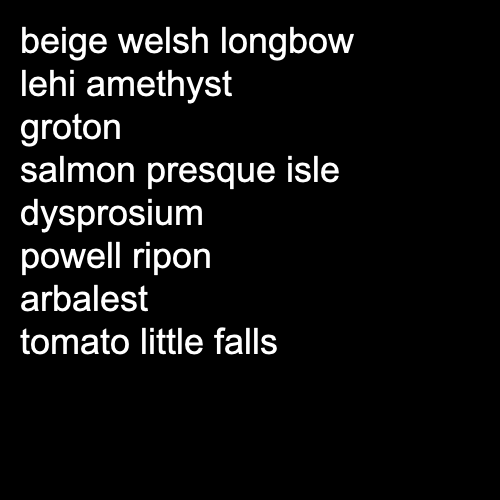 beige welsh longbow
lehi amethyst
groton
salmon presque isle
dysprosium
powell ripon
arbalest
tomato little falls